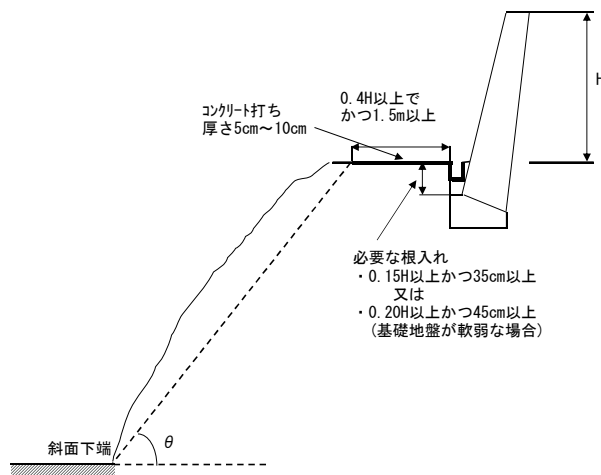 H
コンクリート打ち
厚さ5cm～10cm
0.4H以上で
かつ1.5m以上
必要な根入れ
・0.15H以上かつ35cm以上
又は
・0.20H以上かつ45cm以上
(基礎地盤が軟弱な場合)
斜面下端
θ